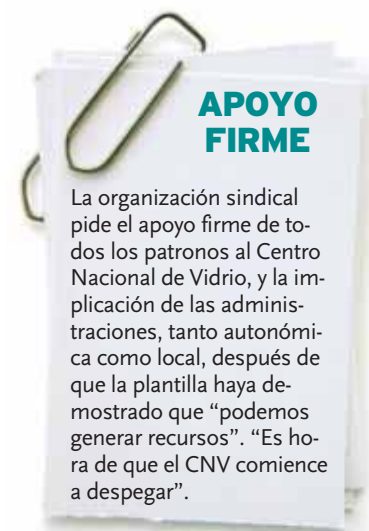 APOYO
FIRME
La organización sindical
pide el apoyo firme de to-
dos los patronos al Centro
Nacional de Vidrio, y la im-
plicación de las adminis-
traciones, tanto autonómi-
ca como local, después de
que la plantilla haya de-
mostrado que “podemos
generar recursos”. “Es ho-
ra de que el CNV comience
a despegar”.